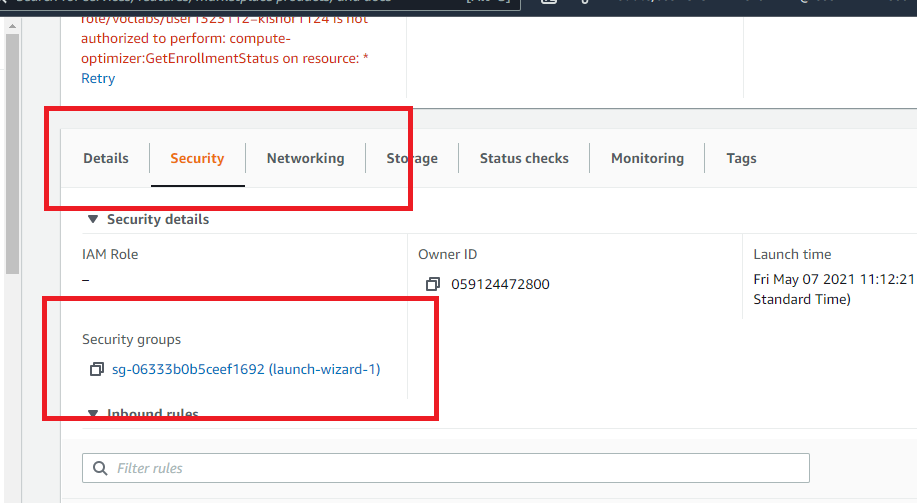 role/voclabs/user1323112=kishor1124 is not
authorized to perform: compute-
optimizer:GetEnrollmentStatus on resource: *
Retry
Details
Security
Networking
Storage
Status checks
Monitoring
Tags
Security details
IAM Role
Owner ID
Launch time
–
059124472800
Fri May 07 2021 11:12:21
Standard Time)
Security groups
sg-06333b0b5ceef1692 (launch-wizard-1)
Inbound rules
Filter rules